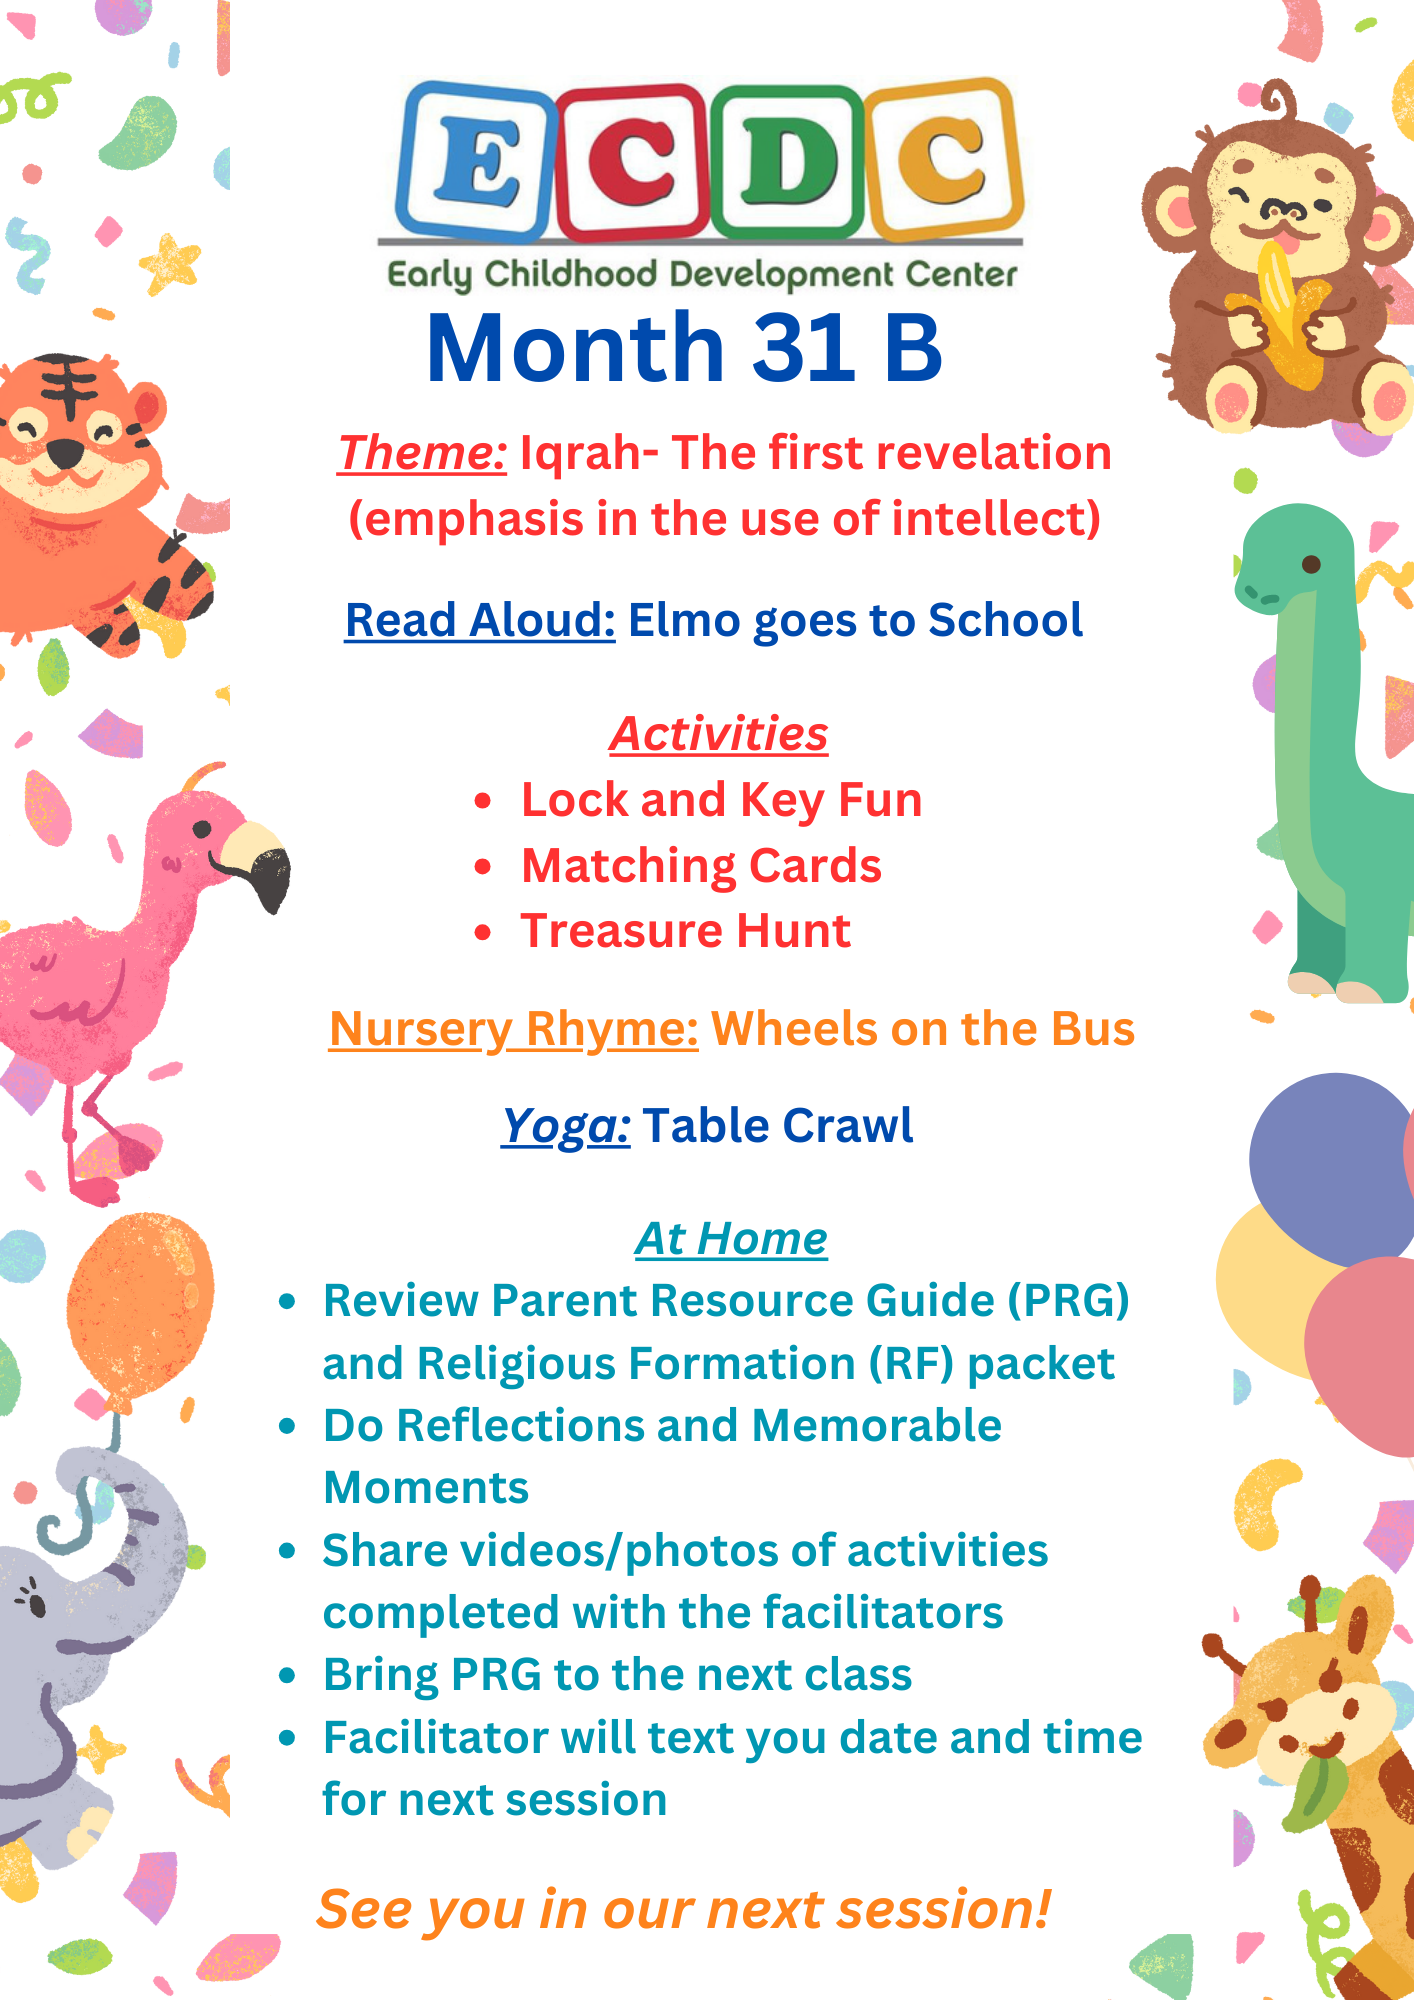 E C D C
Early Childhood Development Center
Month 31 B
Theme: Iqrah- The first revelation
(emphasis in the use of intellect)
Read Aloud: Elmo goes to School
Activities
• Lock and Key Fun
• Matching Cards
• Treasure Hunt
Nursery Rhyme: Wheels on the Bus
Yoga: Table Crawl
At Home
• Review Parent Resource Guide (PRG)
and Religious Formation (RF) packet
• Do Reflections and Memorable
Moments
• Share videos/photos of activities
completed with the facilitators
• Bring PRG to the next class
• Facilitator will text you date and time
for next session
See you in our next session!